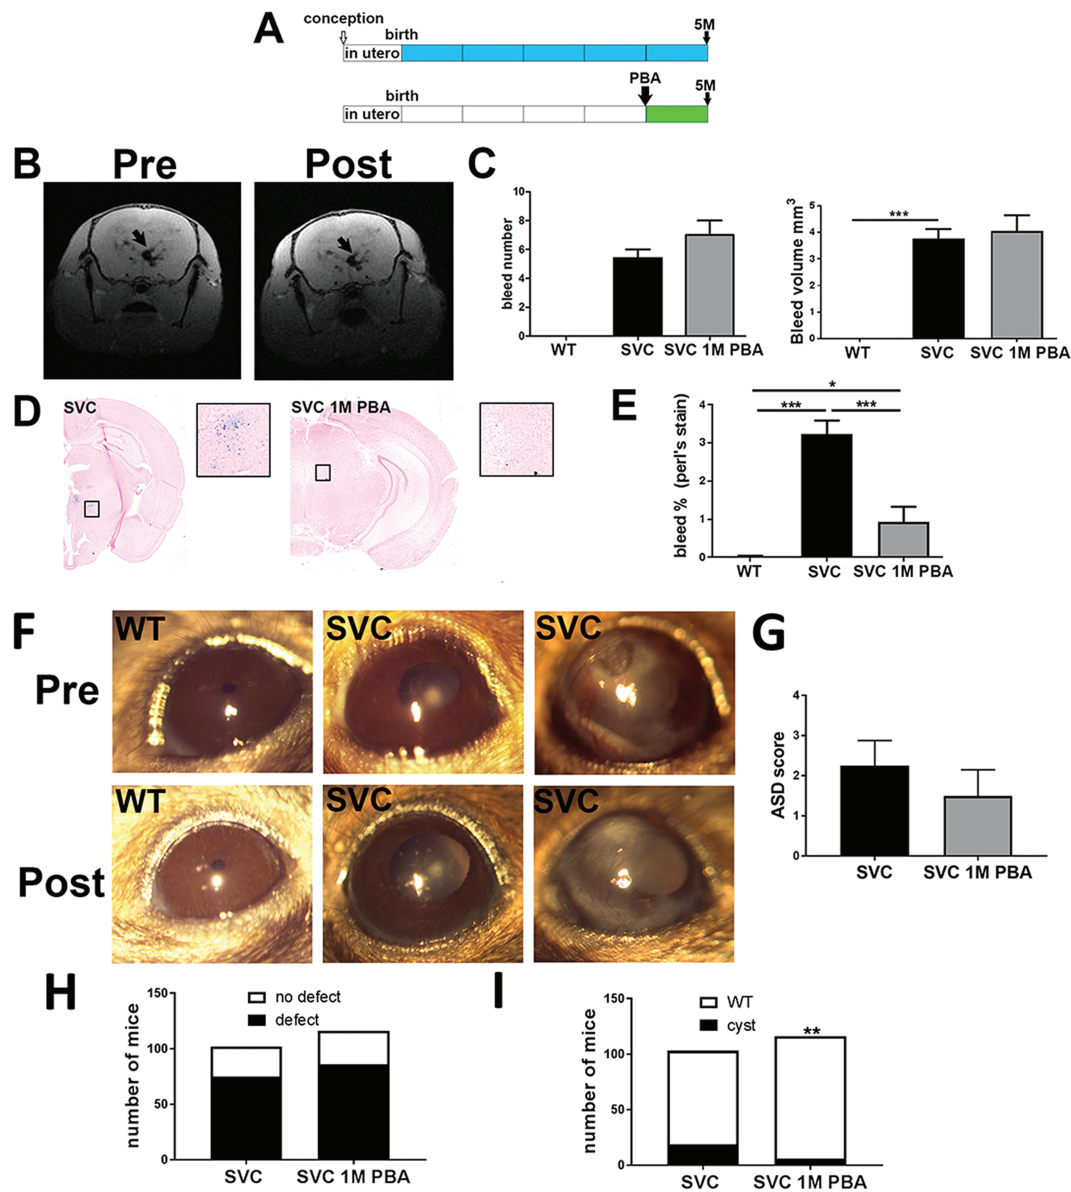 A
conception
birth
5M
in utero
PBA
birth
5M
in utero
B
Pre
Post
C
10
8
6
4
2
0
bleed number
WT
SVC
SVC 1M PBA
5
4
3
2
1
0
Bleed volume mm3
***
WT
SVC
SVC 1M PBA
D
SVC
SVC 1M PBA
E
4
3
2
1
0
bleed % (perl's stain)
*
***
***
WT
SVC
SVC 1M PBA
F
Pre
WT
SVC
SVC
Post
WT
SVC
SVC
G
4
3
2
1
0
ASD score
SVC
SVC 1M PBA
H
150
100
50
0
number of mice
no defect
defect
SVC
SVC 1M PBA
I
150
100
50
0
number of mice
WT
cyst
**
SVC
SVC 1M PBA